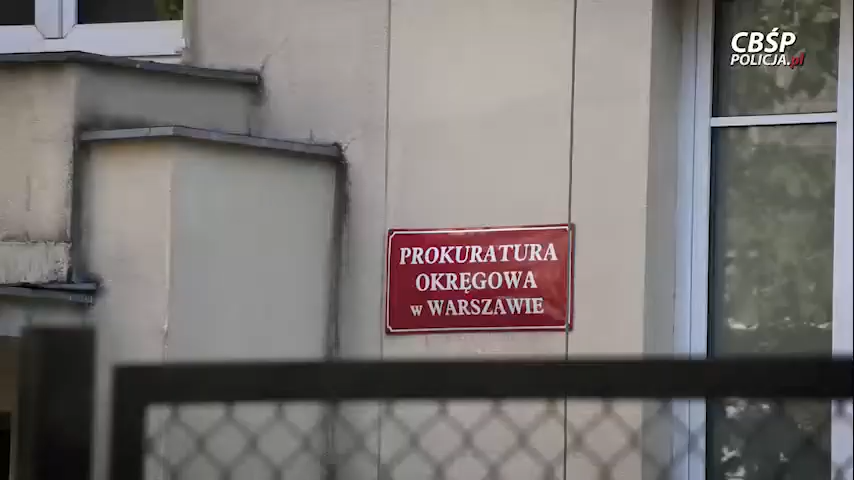 CBŚP
POLICJA.pl
PROKURATURA
OKRĘGOWA
w WARSZAWIE